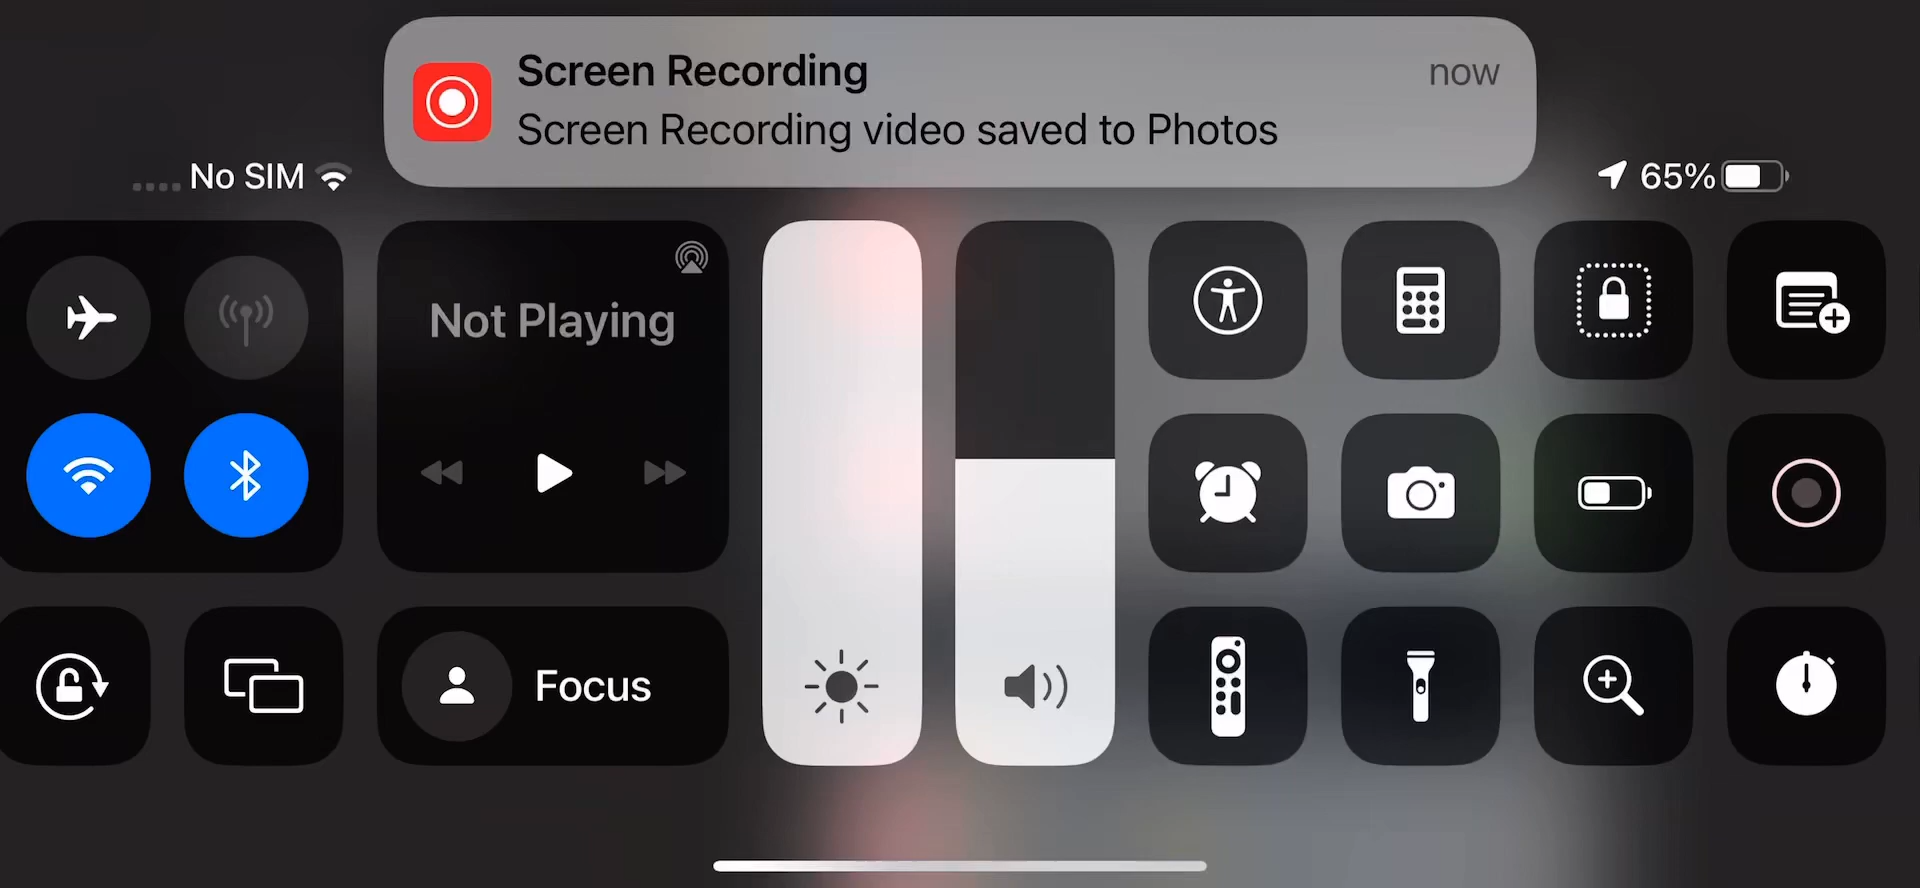 Screen Recording
now
Screen Recording video saved to Photos
No SIM
65%
Not Playing
Focus